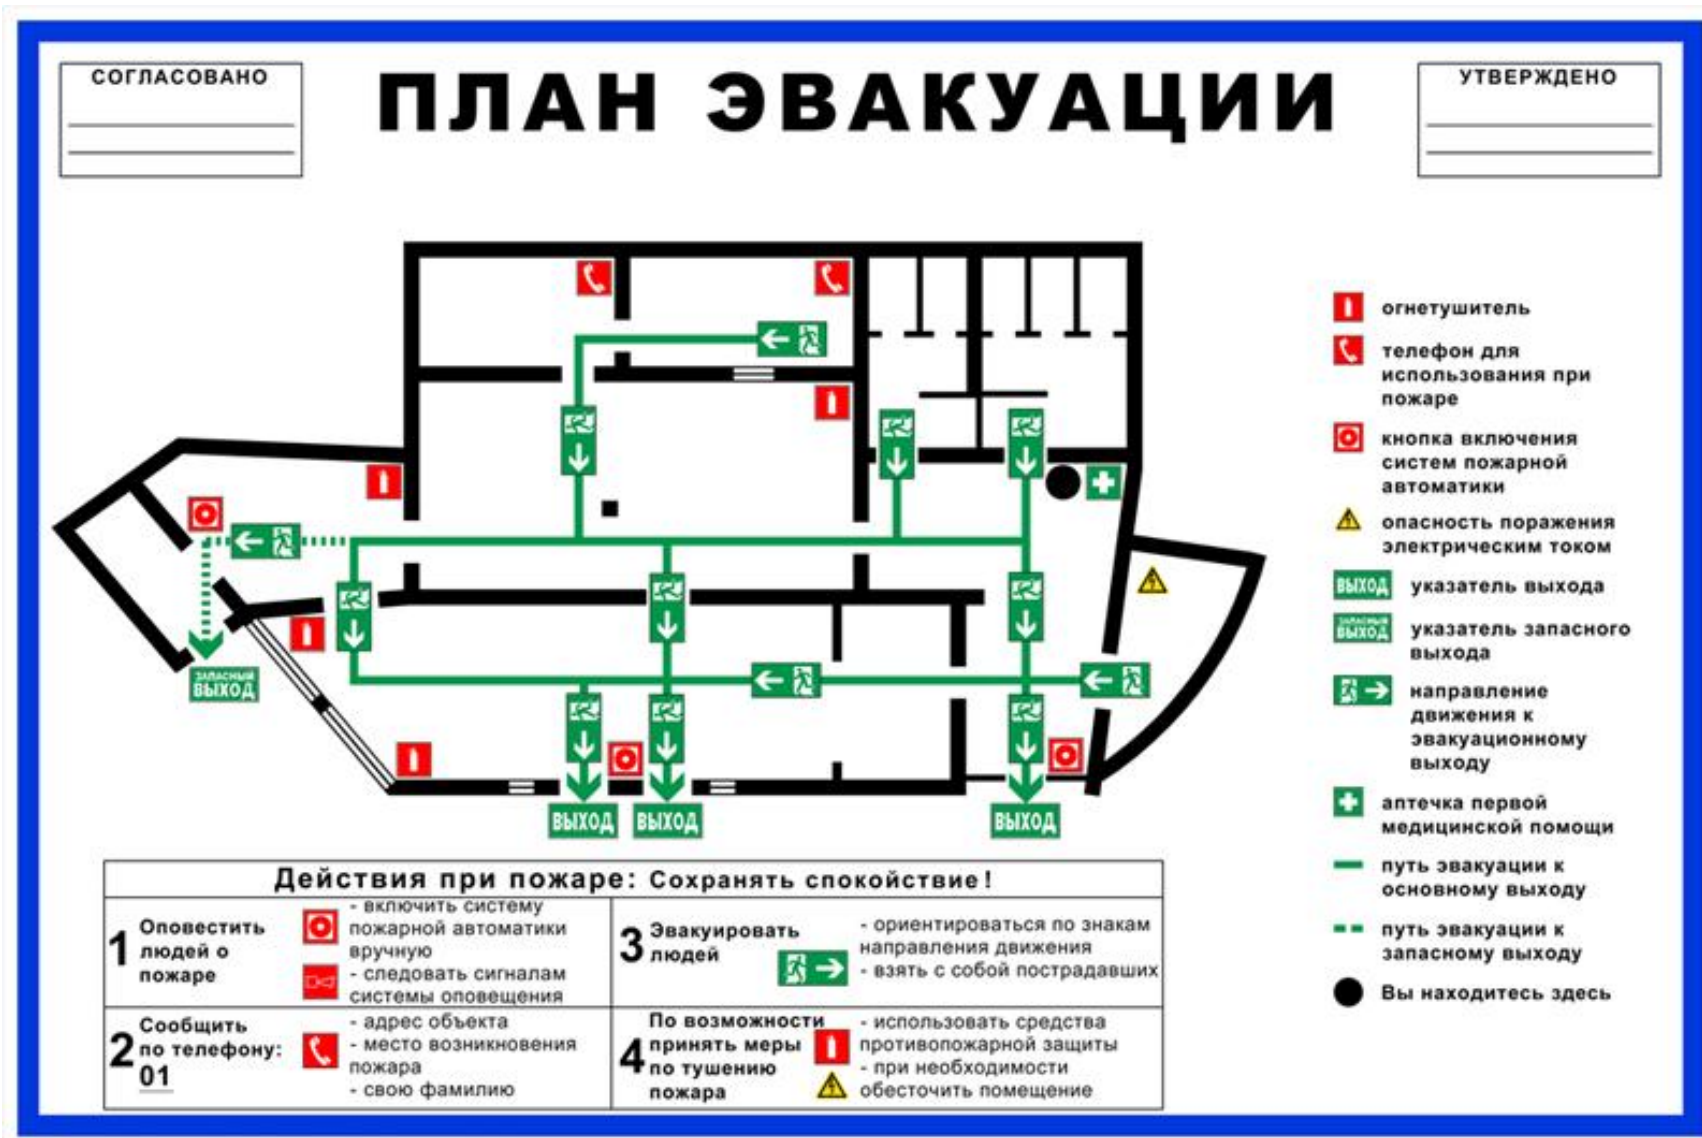 СОГЛАСОВАНО
ПЛАН ЭВАКУАЦИИ
УТВЕРЖДЕНО
огнетушитель
телефон для
использования при
пожаре
кнопка включения
систем пожарной
автоматики
опасность поражения
электрическим током
ВЫХОД
указатель выхода
ЗАПАСНЫЙ
ВЫХОД
указатель запасного
выхода
направление
движения к
эвакуационному
выходу
аптечка первой
медицинской помощи
путь эвакуации к
основному выходу
путь эвакуации к
запасному выходу
Вы находитесь здесь
ЗАПАСНЫЙ
ВЫХОД
ВЫХОД
ВЫХОД
ВЫХОД
Действия при пожаре: Сохранять спокойствие!
1
Оповестить
людей о
пожаре
- включить систему
пожарной автоматики
вручную
- следовать сигналам
системы оповещения
2
Сообщить
по телефону:
01
- адрес объекта
- место возникновения
пожара
- свою фамилию
3
Эвакуировать
людей
- ориентироваться по знакам
направления движения
- взять с собой пострадавших
4
По возможности
принять меры
по тушению
пожара
- использовать средства
противопожарной защиты
- при необходимости
обесточить помещение